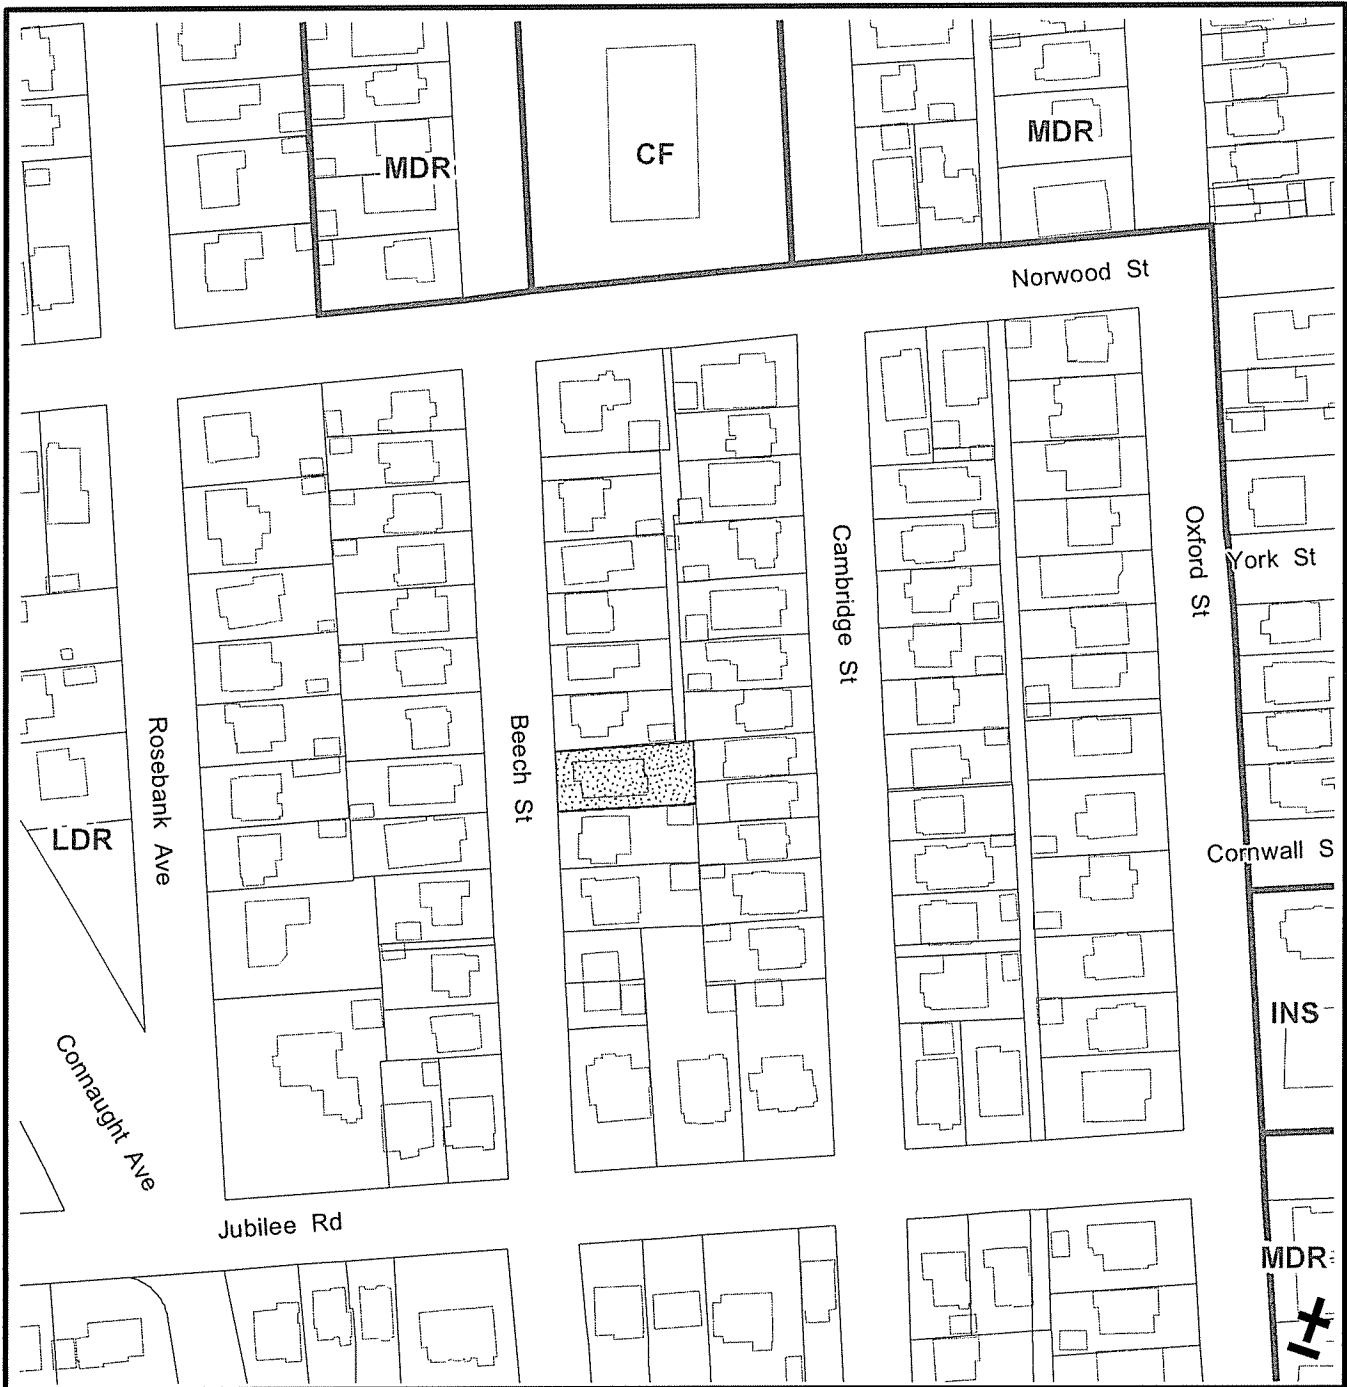 MDR
CF
MDR
Norwood St
Cambridge St
Oxford St
York St
Rosebank Ave
Beech St
LDR
Cornwall S
INS
Connaught Ave
Jubilee Rd
MDR